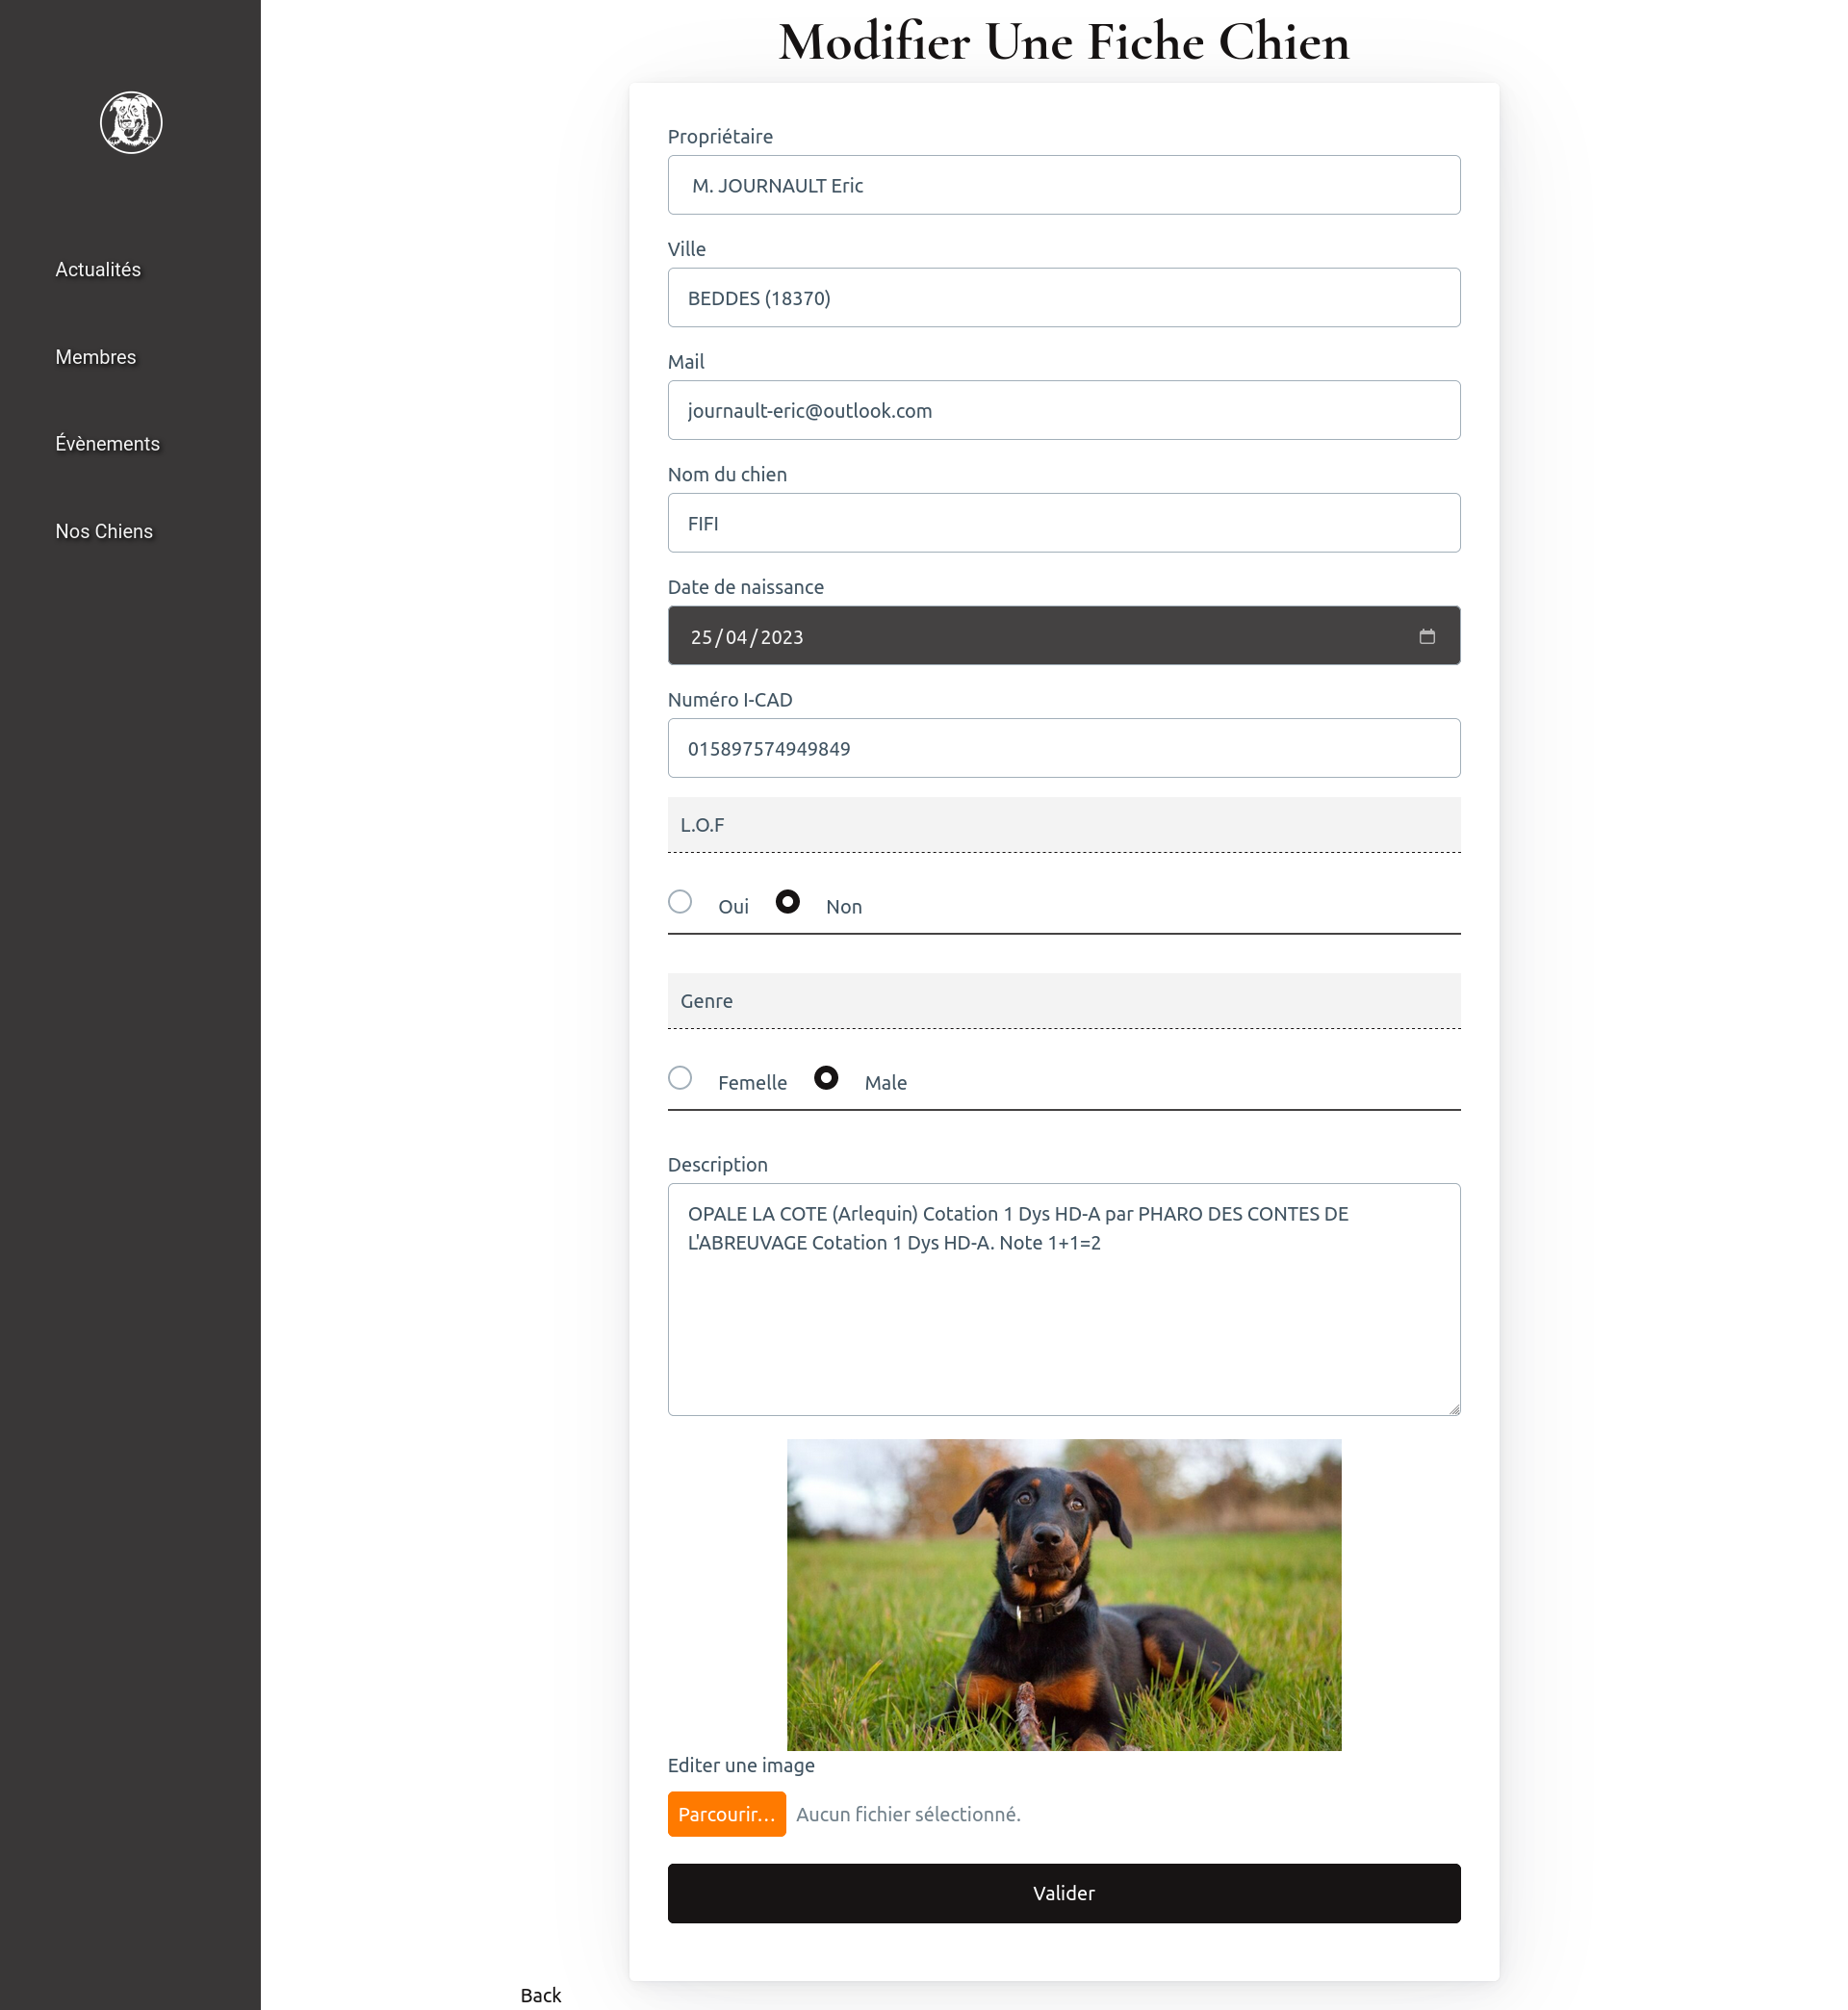 Modifier Une Fiche Chien
Actualités
Membres
Évènements
Nos Chiens
Propriétaire
M. JOURNAULT Eric
Ville
BEDDES (18370)
Mail
journault-eric@outlook.com
Nom du chien
FIFI
Date de naissance
25/04/2023
Numéro I-CAD
015897574949849
L.O.F
Oui Non
Genre
Femelle Male
Description
OPALE LA COTE (Arlequin) Cotation 1 Dys HD-A par PHARO DES CONTES DE
L'ABREUVAGE Cotation 1 Dys HD-A. Note 1+1=2
Editer une image
Parcourir... Aucun fichier sélectionné.
Valider
Back